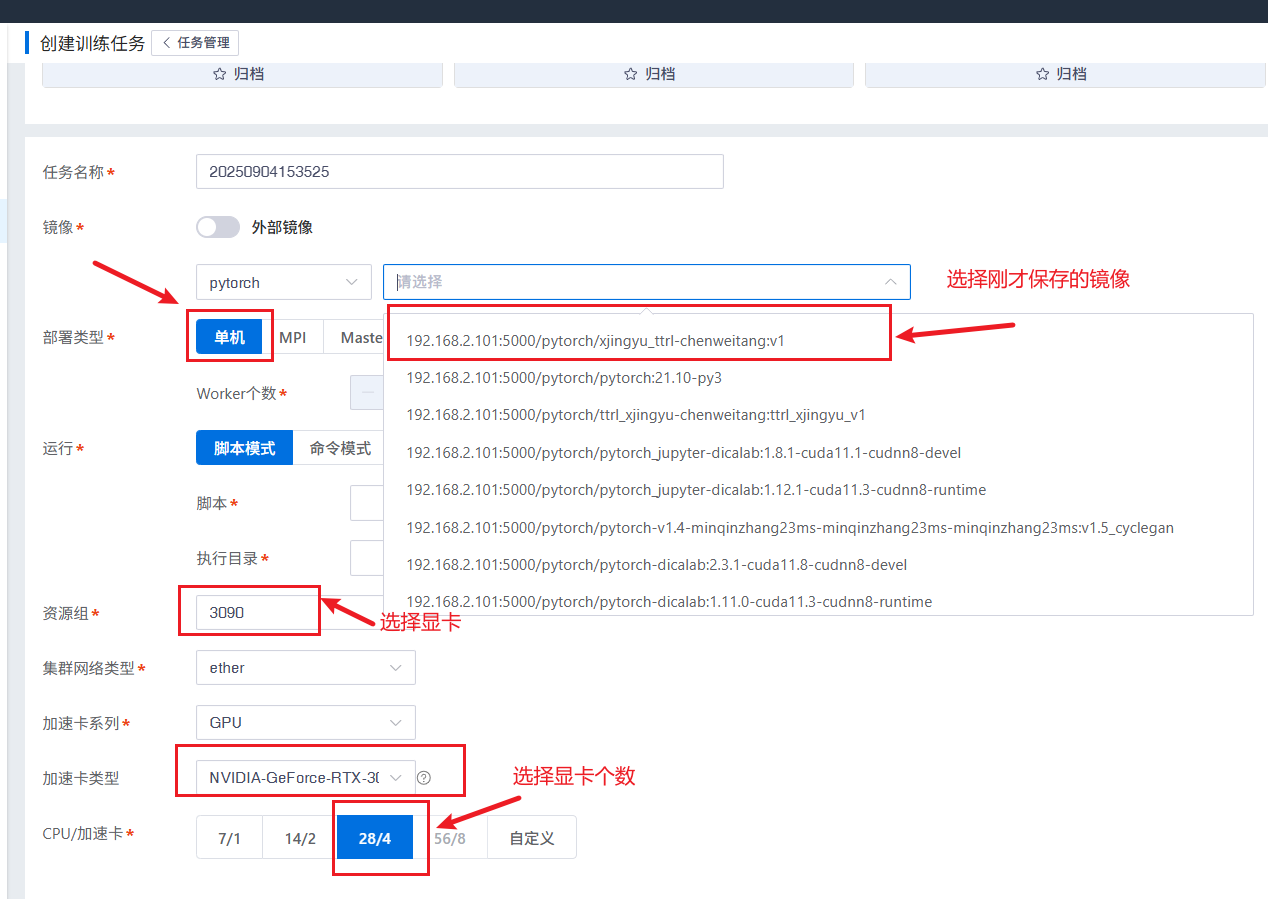 创建训练任务 任务管理
归档 归档 归档
任务名称* 20250904153525
镜像* 外部镜像
pytorch 请选择 选择刚才保存的镜像
部署类型* 单机 MPI Maste
192.168.2.101:5000/pytorch/xjingyu_ttrl-chenweitang:v1
192.168.2.101:5000/pytorch/pytorch:21.10-py3
Worker个数*
192.168.2.101:5000/pytorch/ttrl_xjingyu-chenweitang:ttrl_xjingyu_v1
运行* 脚本模式 命令模式
192.168.2.101:5000/pytorch/pytorch_jupyter-dicalab:1.8.1-cuda11.1-cudnn8-devel
192.168.2.101:5000/pytorch/pytorch_jupyter-dicalab:1.12.1-cuda11.3-cudnn8-runtime
脚本*
192.168.2.101:5000/pytorch/pytorch-v1.4-minqinzhang23ms-minqinzhang23ms-minqinzhang23ms:v1.5_cyclegan
执行目录*
192.168.2.101:5000/pytorch/pytorch-dicalab:2.3.1-cuda11.8-cudnn8-devel
192.168.2.101:5000/pytorch/pytorch-dicalab:1.11.0-cuda11.3-cudnn8-runtime
资源组* 3090 选择显卡
集群网络类型* ether
加速卡系列* GPU
加速卡类型 NVIDIA-GeForce-RTX-30 选择显卡个数
CPU/加速卡* 7/1 14/2 28/4 56/8 自定义